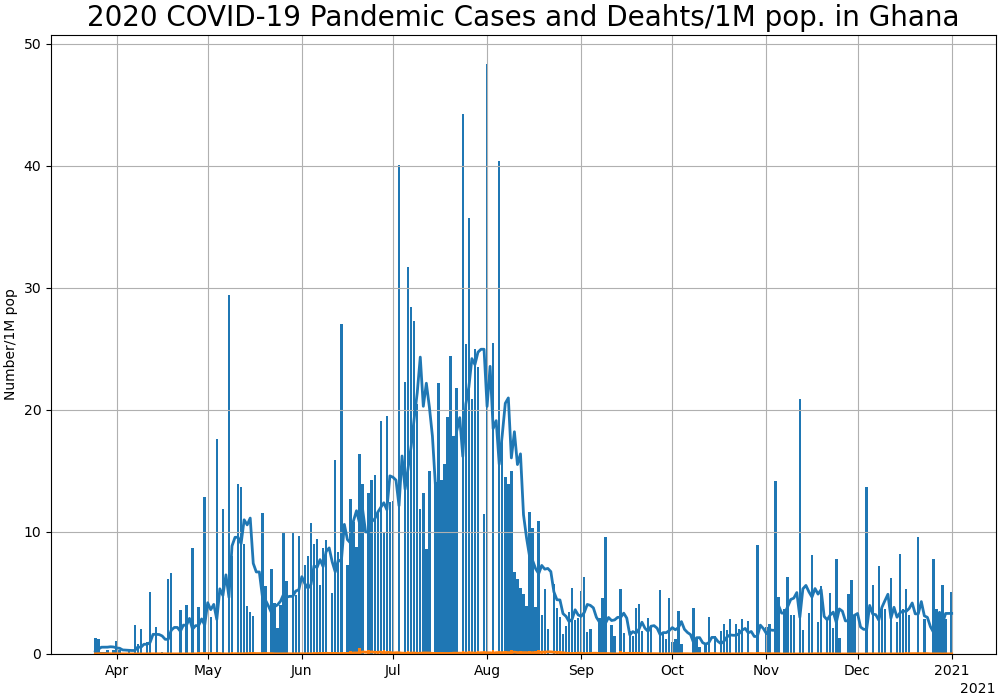 2020 COVID-19 Pandemic Cases and Deahts/1M pop. in Ghana
50
40
30
20
10
0
Number/1M pop
Apr May Jun Jul Aug Sep Oct Nov Dec 2021
2021